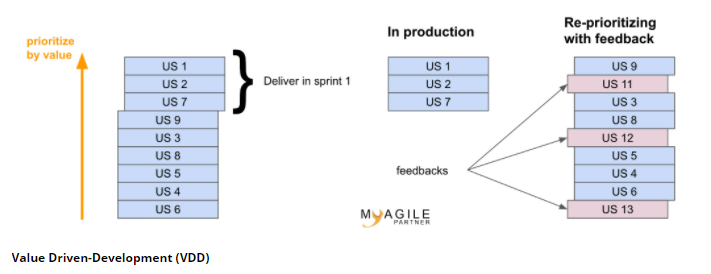 prioritize
by value
US 1
US 2
US 7
US 9
US 3
US 8
US 5
US 4
US 6
Deliver in sprint 1
In production
US 1
US 2
US 7
feedbacks
MYAGILE
PARTNER
Re-prioritizing
with feedback
US 9
US 11
US 3
US 8
US 12
US 5
US 4
US 6
US 13
Value Driven-Development (VDD)